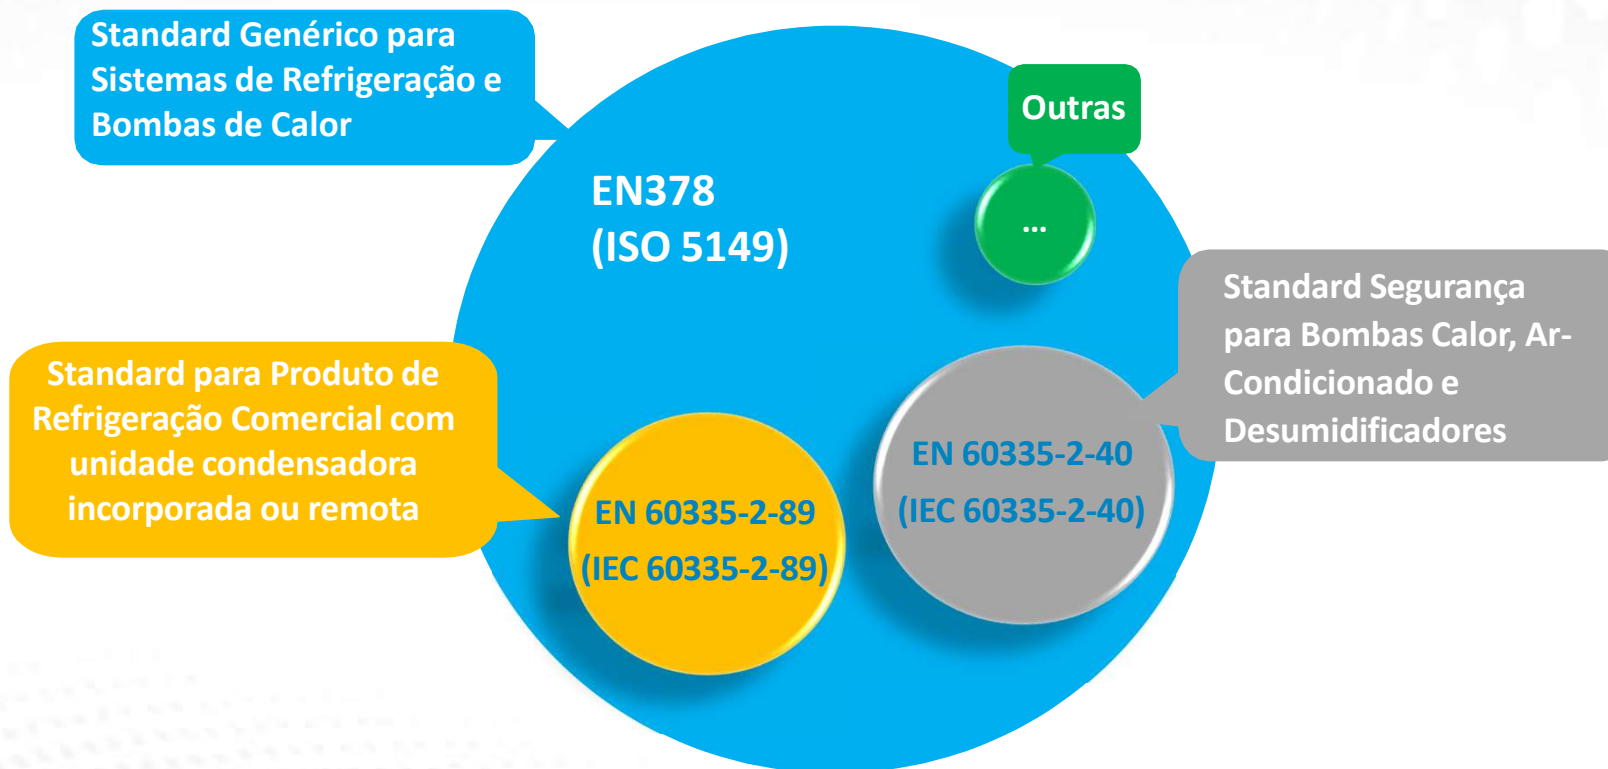 Standard Genérico para
Sistemas de Refrigeração e
Bombas de Calor
Outras
EN378
(ISO 5149)
...
Standard Segurança
para Bombas Calor, Ar-
Condicionado e
Desumidificadores
Standard para Produto de
Refrigeração Comercial com
unidade condensadora
incorporada ou remota
EN 60335-2-40
(IEC 60335-2-40)
EN 60335-2-89
(IEC 60335-2-89)